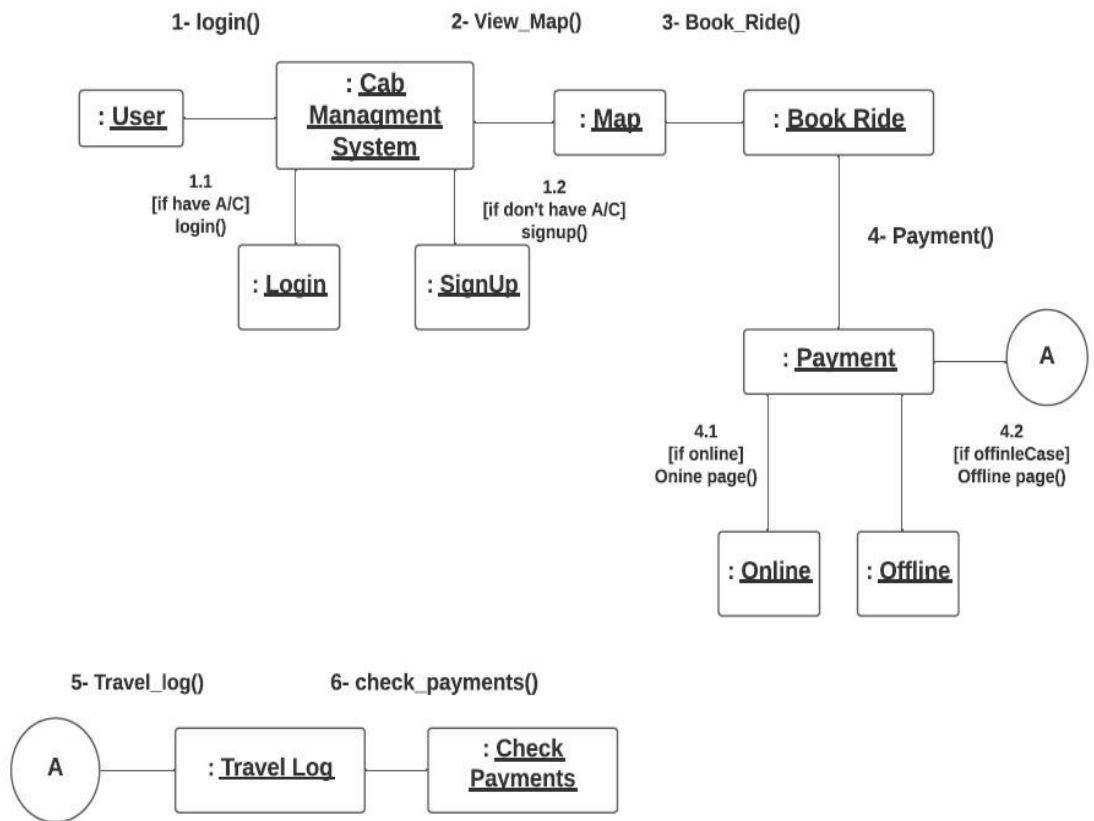 1- login()
2- View_Map()
3- Book_Ride()
: User
: Cab
Managment
System
: Map
: Book Ride
1.1
[if have A/C]
login()
1.2
[if don't have A/C]
signup()
4- Payment()
: Login
: SignUp
: Payment
A
4.1
[if online]
Onine page()
4.2
[if offinleCase]
Offline page()
: Online
: Offline
5- Travel_log()
6- check_payments()
A
: Travel Log
: Check
Payments